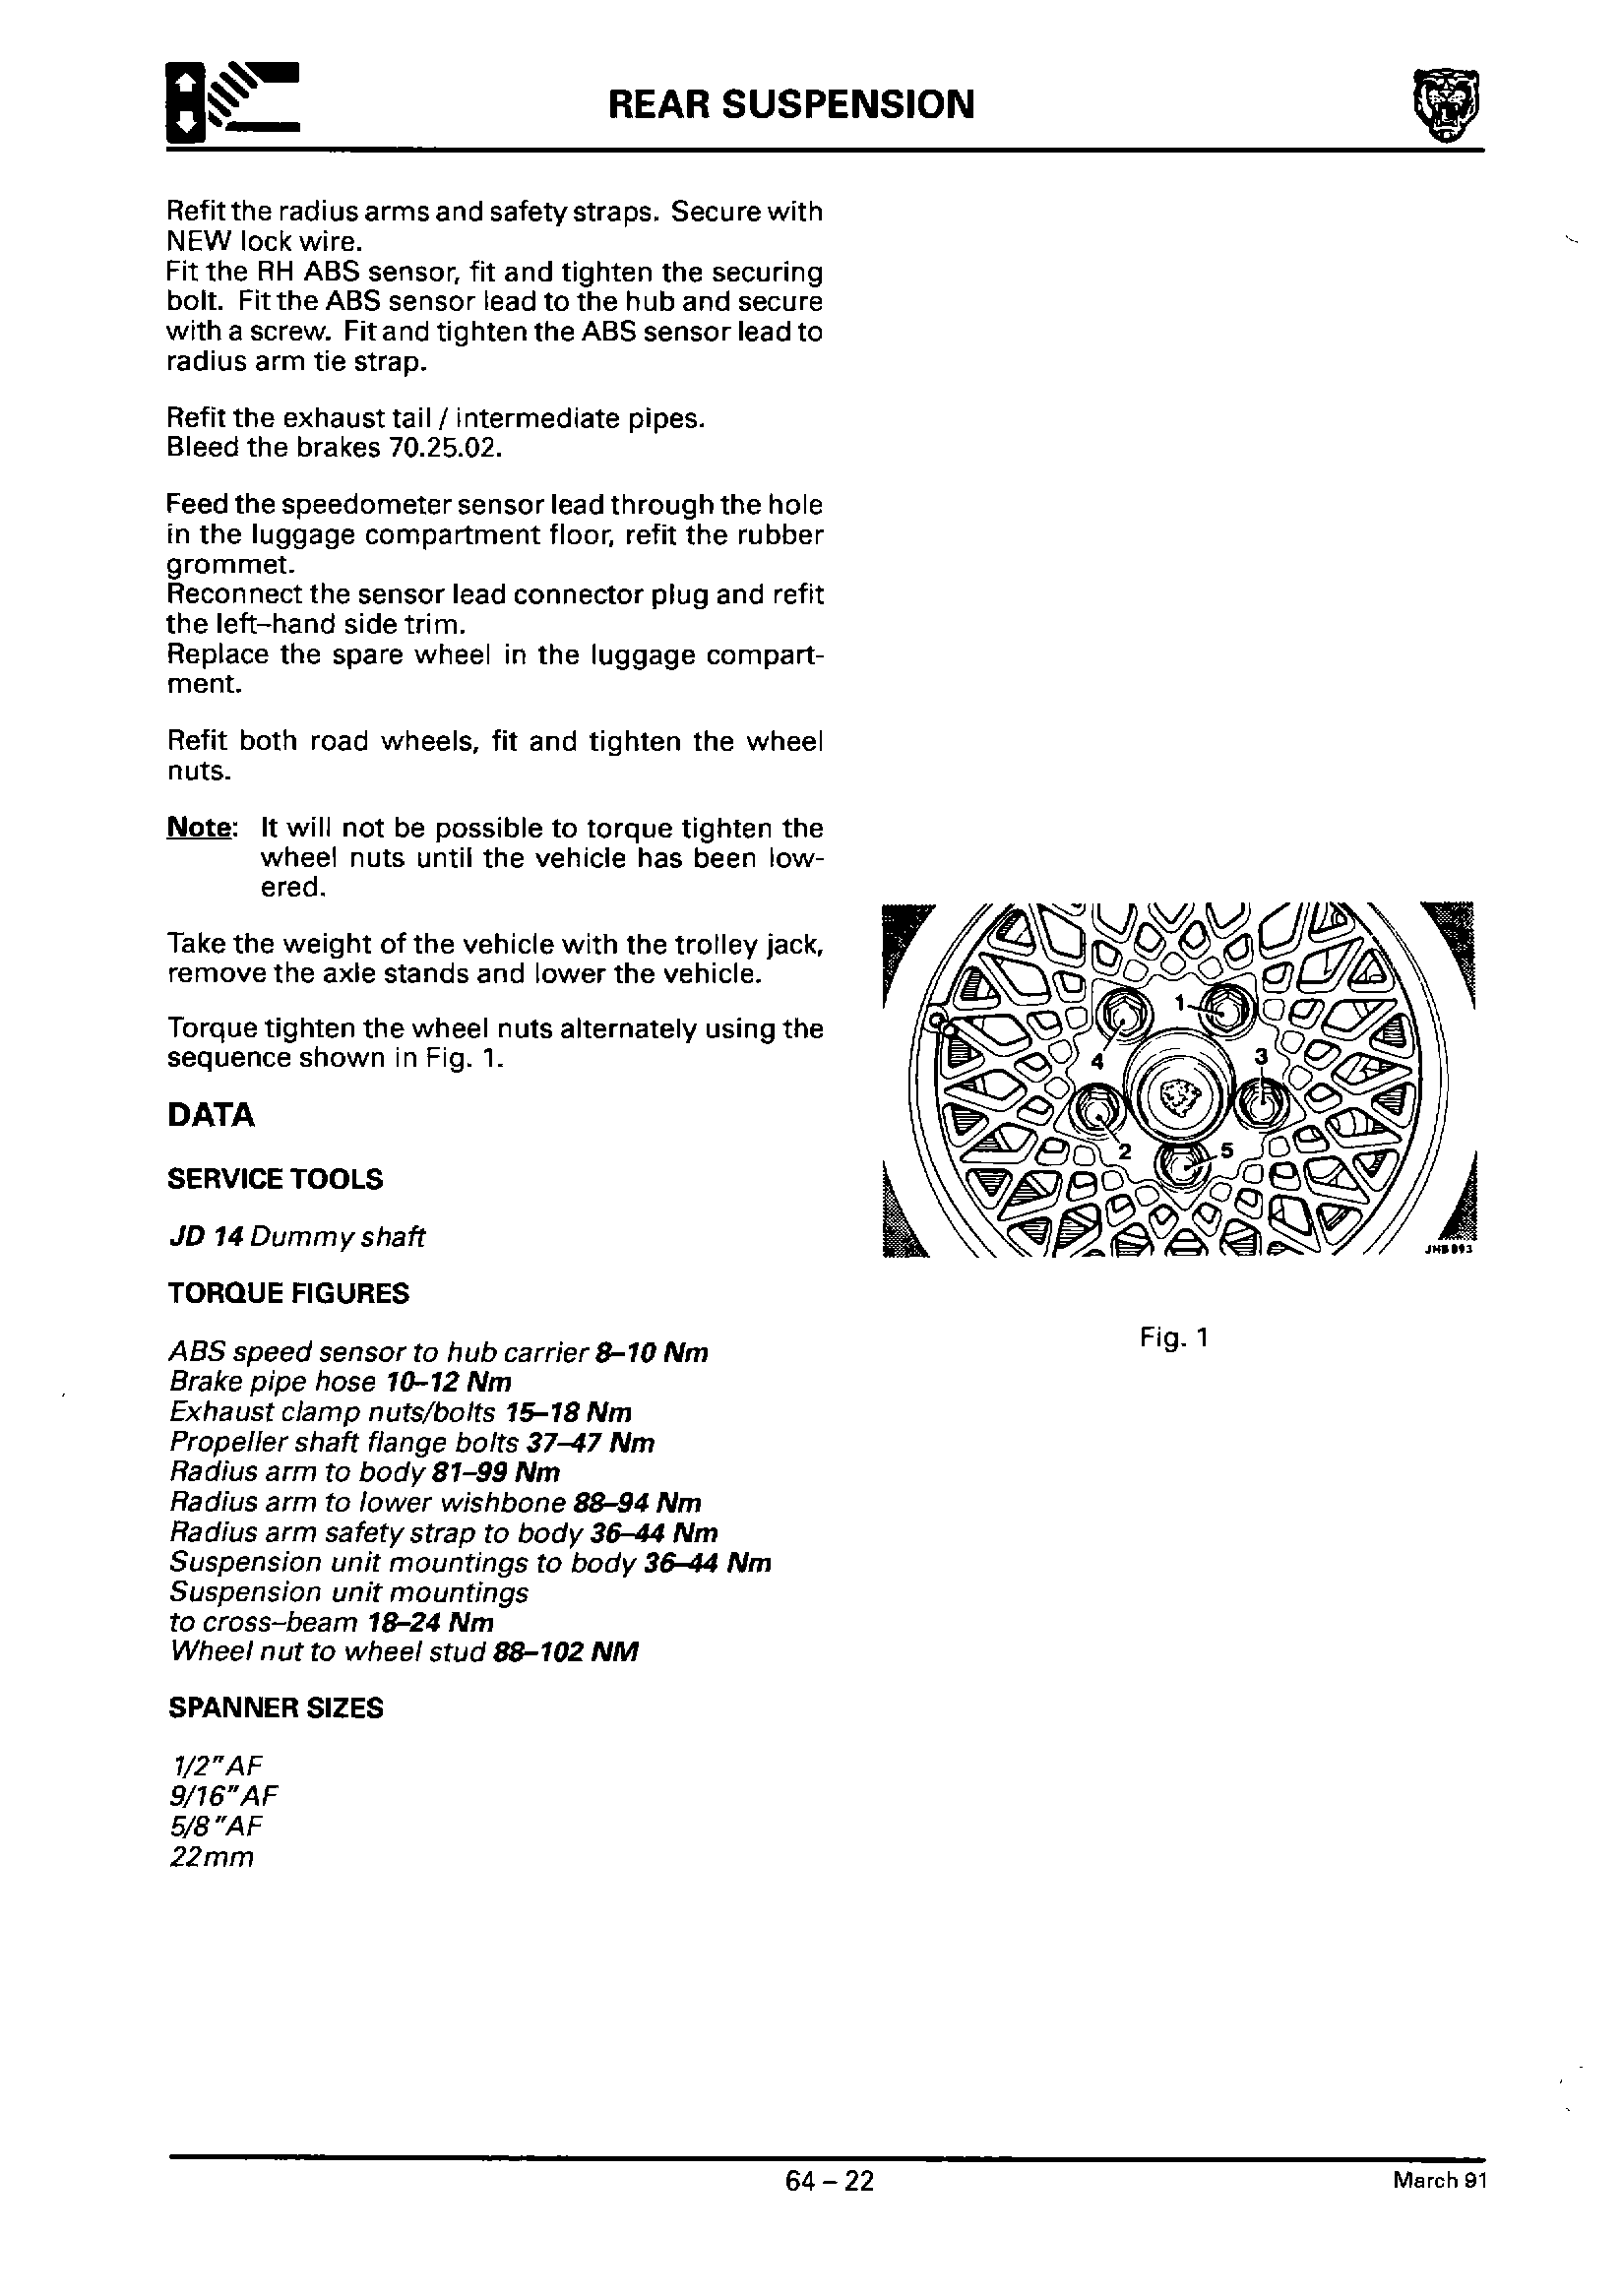 REAR SUSPENSION
Refit the radius arms and safety straps. Secure with
NEW lock wire.
Fit the RH ABS sensor, fit and tighten the securing
bolt. Fit the ABS sensor lead to the hub and secure
with a screw. Fit and tighten the ABS sensor lead to
radius arm tie strap.
Refit the exhaust tail / intermediate pipes.
Bleed the brakes 70.25.02.
Feed the speedometer sensor lead through the hole
in the luggage compartment floor, refit the rubber
grommet.
Reconnect the sensor lead connector plug and refit
the left-hand side trim.
Replace the spare wheel in the luggage compart-
ment.
Refit both road wheels, fit and tighten the wheel
nuts.
Note: It will not be possible to torque tighten the
wheel nuts until the vehicle has been low-
ered.
Take the weight of the vehicle with the trolley jack,
remove the axle stands and lower the vehicle.
Torque tighten the wheel nuts alternately using the
sequence shown in Fig. 1.
DATA
SERVICE TOOLS
JD 14 Dummy shaft
TORQUE FIGURES
ABS speed sensor to hub carrier 8–10 Nm
Brake pipe hose 10–12 Nm
Exhaust clamp nuts/bolts 15–18 Nm
Propeller shaft flange bolts 37–47 Nm
Radius arm to body 81–99 Nm
Radius arm to lower wishbone 88–94 Nm
Radius arm safety strap to body 36–44 Nm
Suspension unit mountings to body 36–44 Nm
Suspension unit mountings
to cross–beam 18–24 Nm
Wheel nut to wheel stud 88–102 NM
SPANNER SIZES
1/2"AF
9/16"AF
5/8"AF
22mm
1
4
3
2
5
Fig. 1
64 – 22
March 91